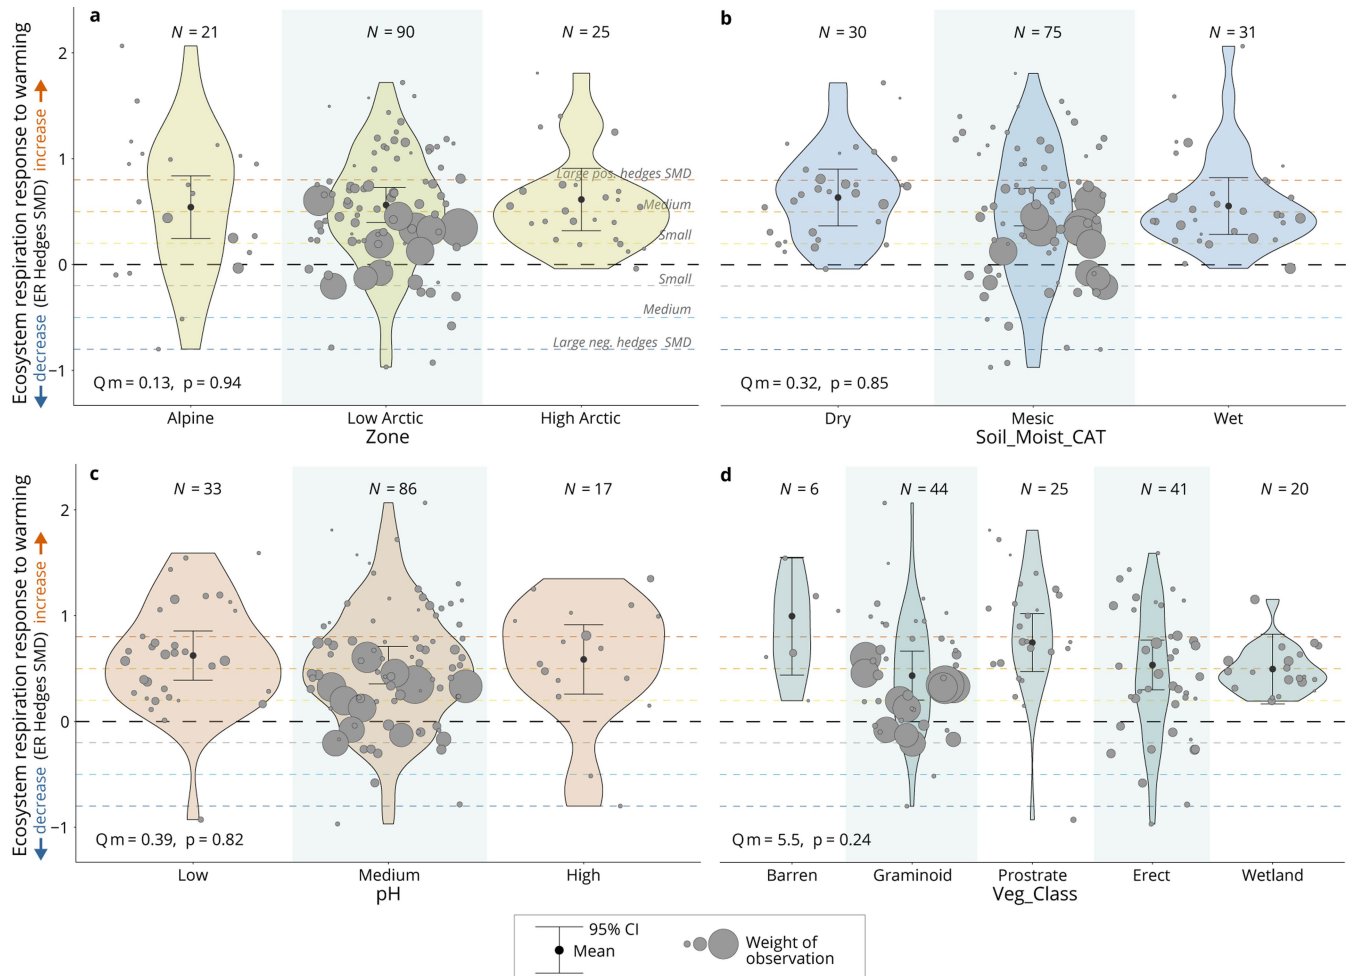 a
N = 21
N = 90
N = 25
Ecosystem respiration response to warming
decrease (ER Hedges SMD) increase
2
1
0
−1
Large pos. hedges SMD
Medium
Small
Small
Medium
Large neg. hedges SMD
Qm = 0.13, p = 0.94
Alpine
Low Arctic
High Arctic
Zone
b
N = 30
N = 75
N = 31
Qm = 0.32, p = 0.85
Dry
Mesic
Wet
Soil_Moist_CAT
c
N = 33
N = 86
N = 17
Ecosystem respiration response to warming
decrease (ER Hedges SMD) increase
2
1
0
−1
Qm = 0.39, p = 0.82
Low
Medium
High
pH
d
N = 6
N = 44
N = 25
N = 41
N = 20
Qm = 5.5, p = 0.24
Barren
Graminoid
Prostrate
Erect
Wetland
Veg_Class
95% CI
Mean
Weight of
observation